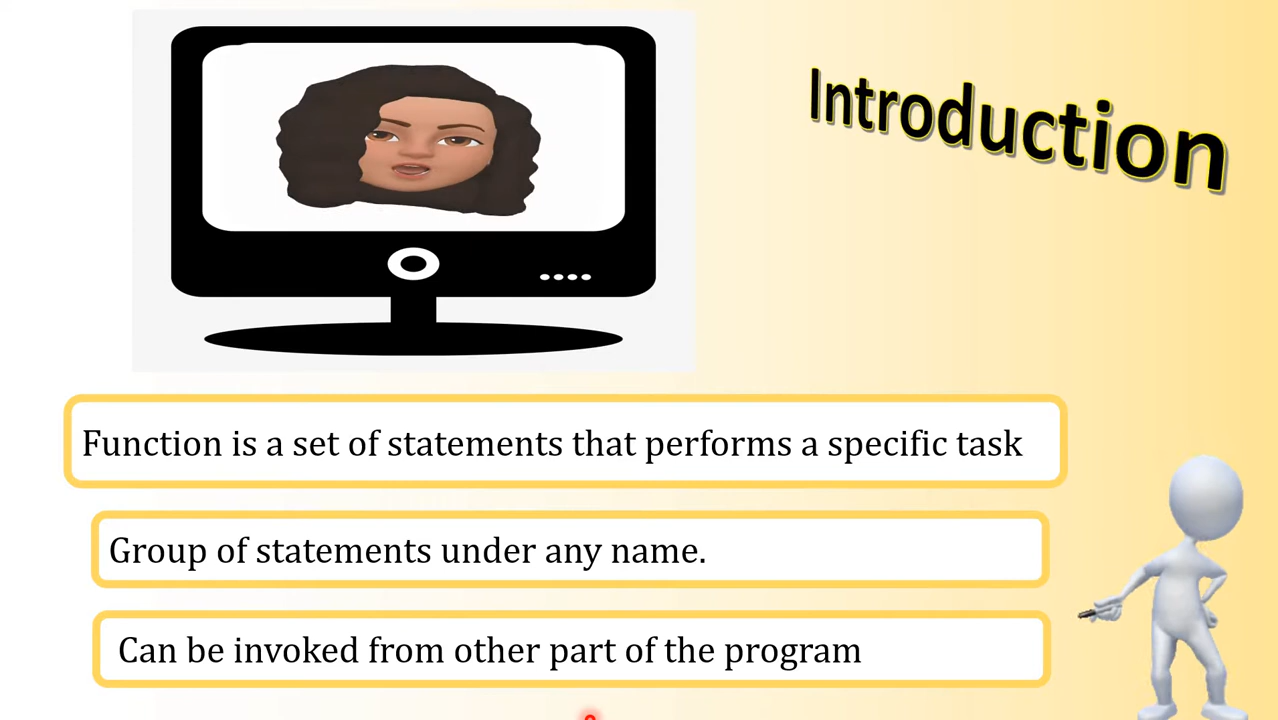 Introduction
Function is a set of statements that performs a specific task
Group of statements under any name.
Can be invoked from other part of the program